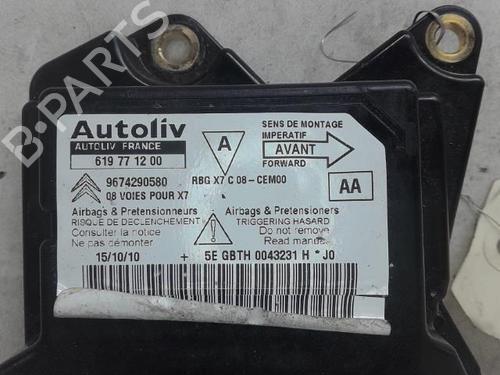 B-PARTS
Autoliv
AUTOLIV FRANCE
619 77 12 00
9674290580
08 VOIES POUR X7
A
RBG X7 C 08-CEM00
SENS DE MONTAGE
IMPERATIF
AVANT
FORWARD
AA
Airbags & Pretensionneurs
RISQUE DE DECLENCHEMENT
Consulter la notice
Ne pas démonter
Airbags & Pretensioners
TRIGGERING HASARD
Do not remove
Read manual
15/10/10 + 5E GBTH 0043231 H * J0